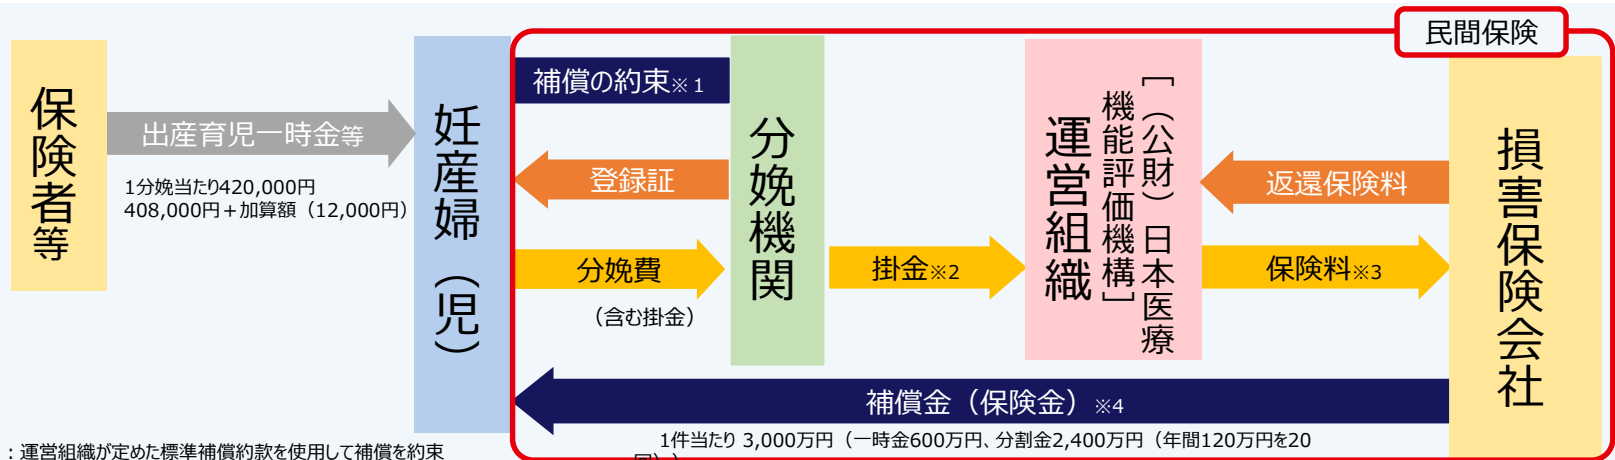 民間保険
保険者等
出産育児一時金等
1分娩当たり420,000円
408,000円＋加算額（12,000円）
妊産婦（児）
補償の約束※1
登録証
分娩費
（含む掛金）
分娩機関
掛金※2
運営組織
［（公財）日本医療
機能評価機構］
返還保険料
保険料※3
損害保険会社
補償金（保険金）※4
1件当たり 3,000万円（一時金600万円、分割金2,400万円（年間120万円を20
：運営組織が定めた標準補償約款を使用して補償を約束